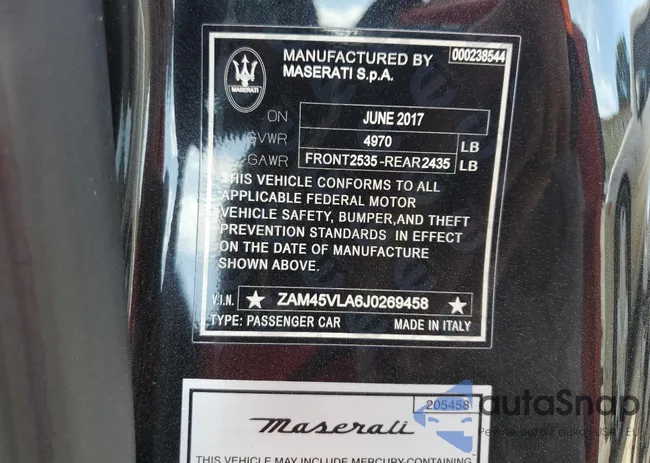 MANUFACTURED BY 000238544
MASERATI S.p.A.
MASERATI
ON JUNE 2017
GVWR 4970 LB
GAWR FRONT2535-REAR2435 LB
THIS VEHICLE CONFORMS TO ALL
APPLICABLE FEDERAL MOTOR
VEHICLE SAFETY, BUMPER,AND THEFT
PREVENTION STANDARDS IN EFFECT
ON THE DATE OF MANUFACTURE
SHOWN ABOVE.
V.I.N. ★ ZAM45VLA6J0269458 ★
TYPE: PASSENGER CAR MADE IN ITALY
205458
Maserati
autoSnap
THIS VEHICLE MAY INCLUDE MERCURY-CONTAINING